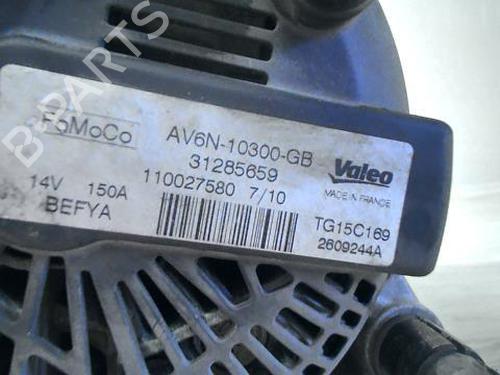 B-PARTS
FoMoCo
AV6N-10300-GB
31285659
Valeo
14V 150A
110027580 7/10
MADE IN FRANCE
BEFYA
TG15C169
2609244A